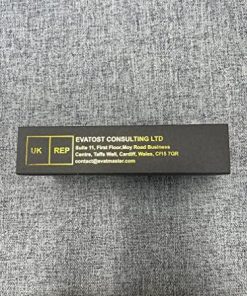 UK REP
EVATOST CONSULTING LTD
Suite 11, First Floor,Moy Road Business
Centre, Taffs Well, Cardiff, Wales, CF15 7QR
contact@evatmaster.com